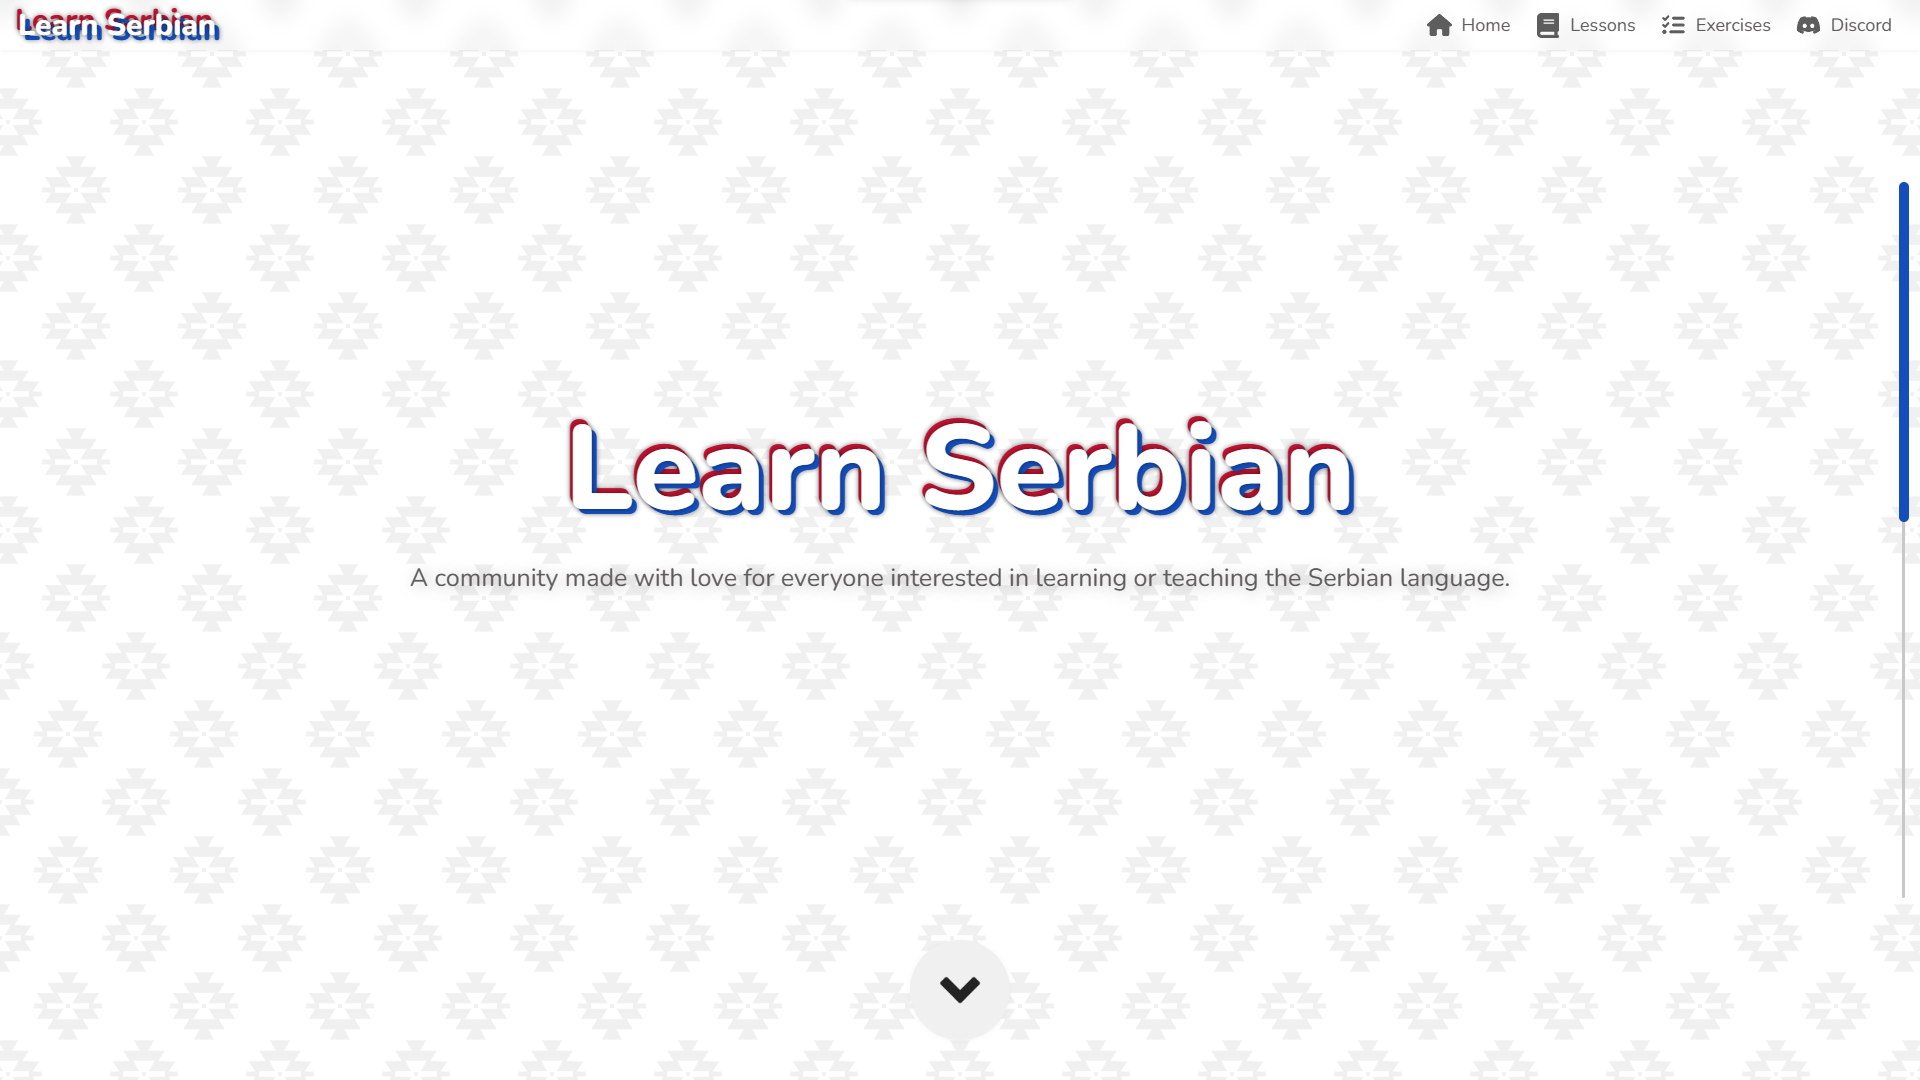 Learn Serbian
Home
Lessons
Exercises
Discord
Learn Serbian
A community made with love for everyone interested in learning or teaching the Serbian language.